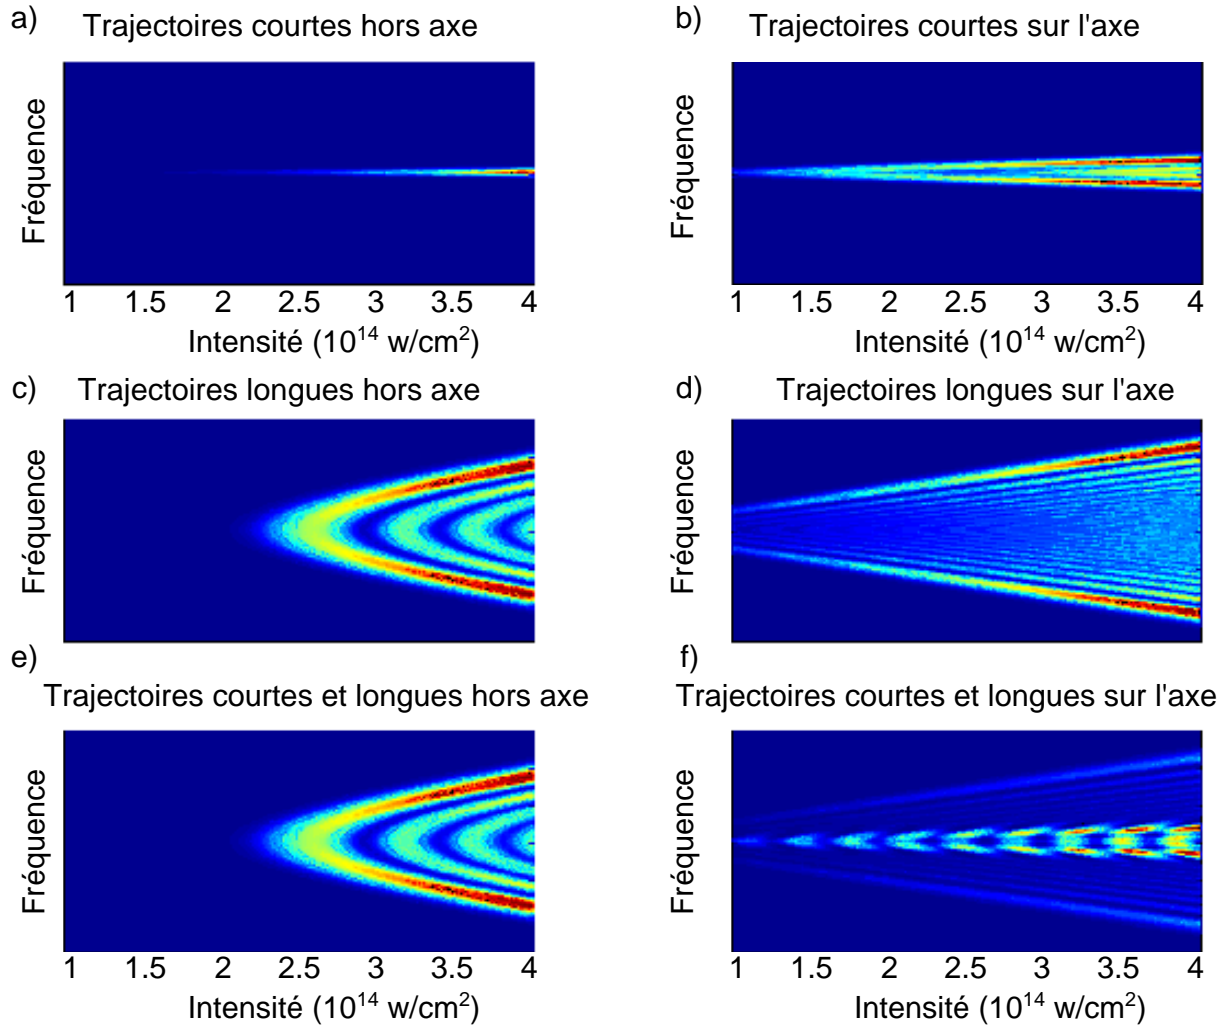 a) Trajectoires courtes hors axe
b) Trajectoires courtes sur l'axe
Fréquence
Fréquence
1 1.5 2 2.5 3 3.5 4
1 1.5 2 2.5 3 3.5 4
Intensité (10¹⁴ w/cm²)
Intensité (10¹⁴ w/cm²)
c) Trajectoires longues hors axe
d) Trajectoires longues sur l'axe
Fréquence
Fréquence
e)
f)
Trajectoires courtes et longues hors axe
Trajectoires courtes et longues sur l'axe
Fréquence
Fréquence
1 1.5 2 2.5 3 3.5 4
1 1.5 2 2.5 3 3.5 4
Intensité (10¹⁴ w/cm²)
Intensité (10¹⁴ w/cm²)